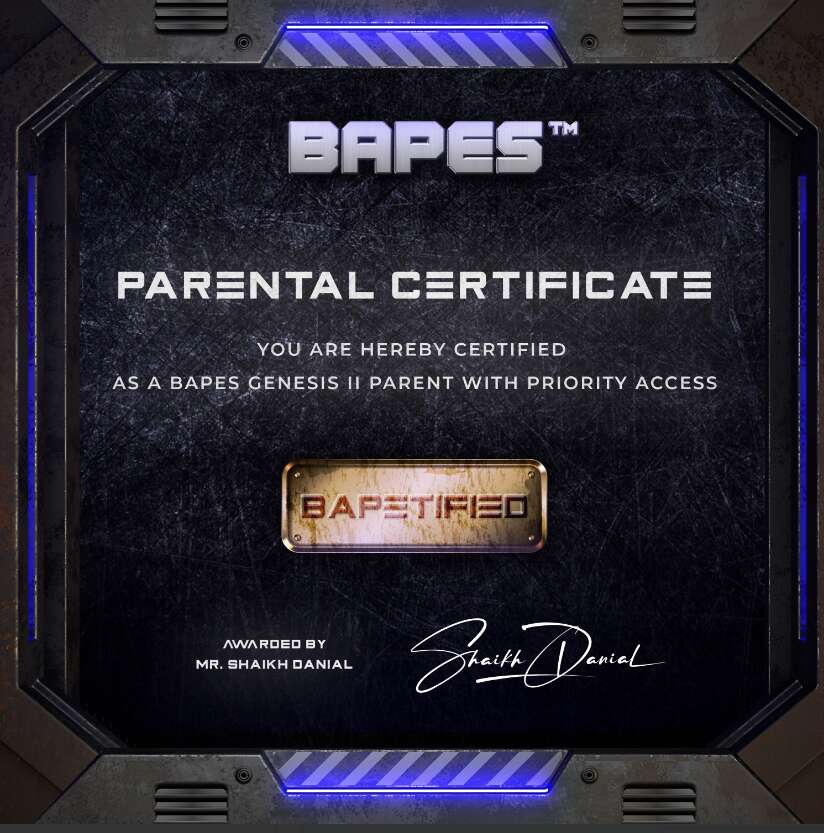 BAPES™
PARENTAL CERTIFICATE
YOU ARE HEREBY CERTIFIED
AS A BAPES GENESIS II PARENT WITH PRIORITY ACCESS
BAPETIFIED
AWARDED BY
MR. SHAIKH DANIAL
Shaikh Danial